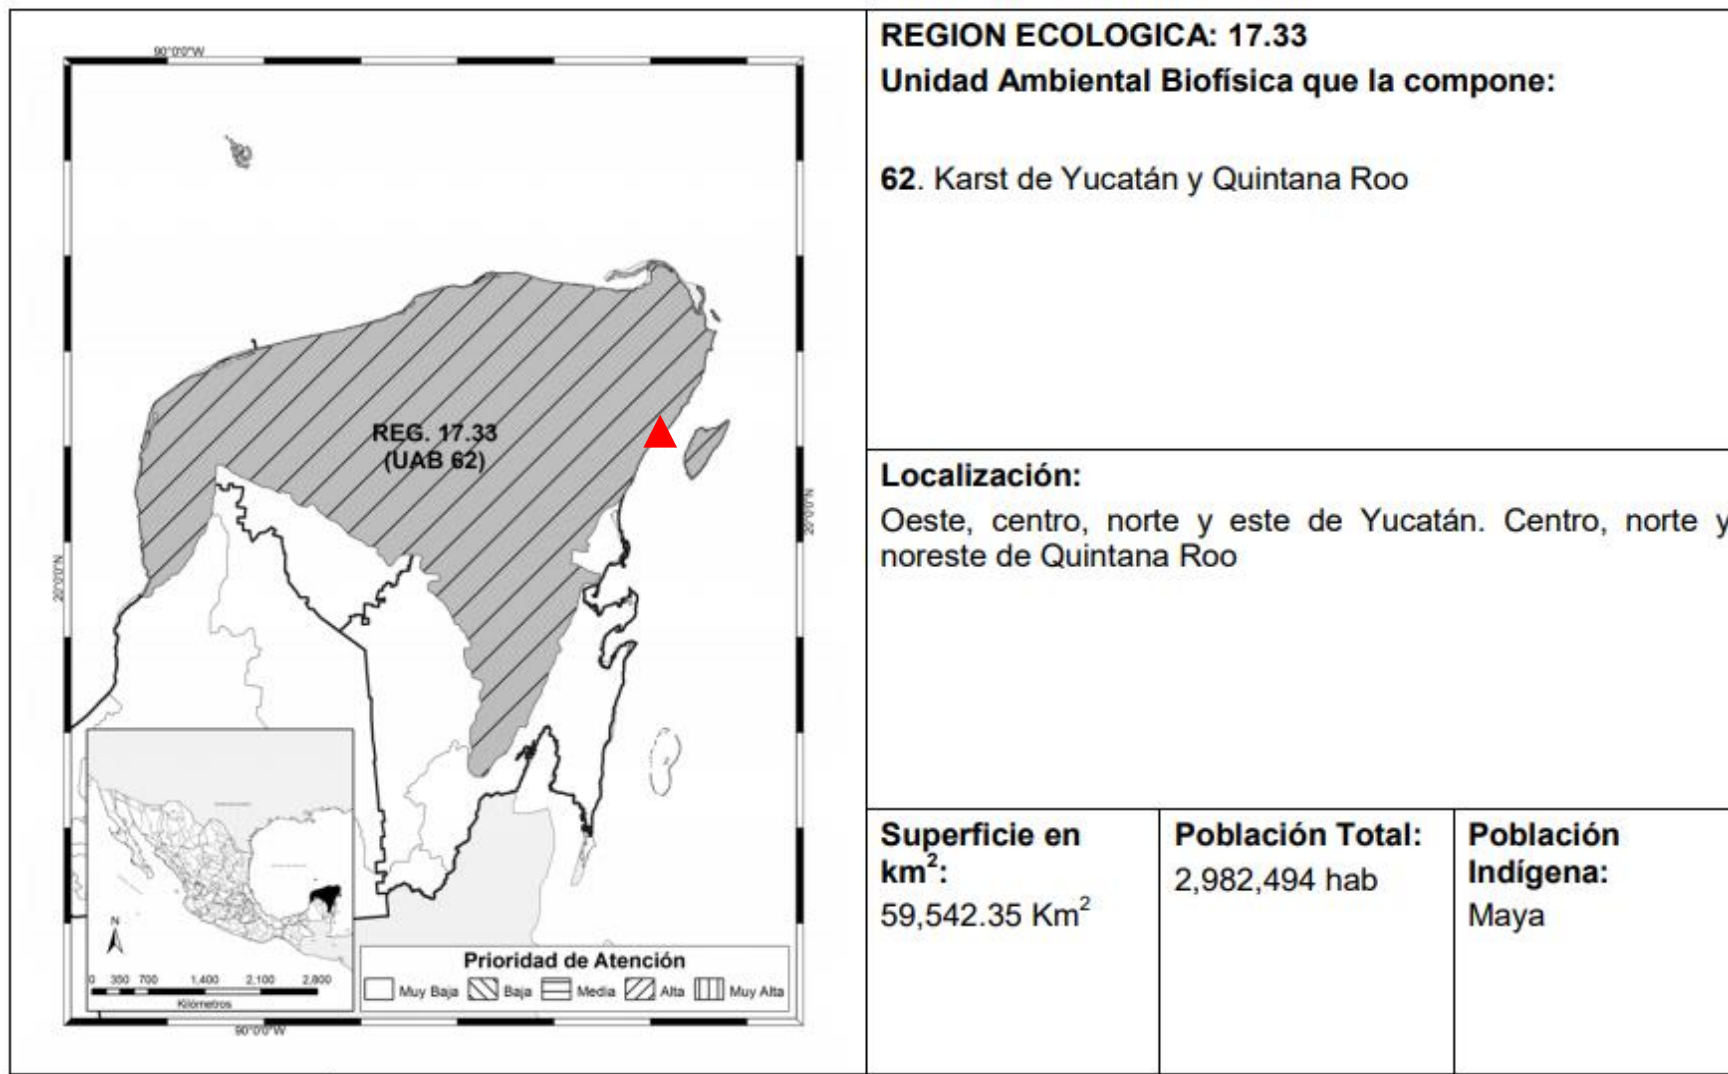 90°0'0"W
REG. 17.33
(UAB 62)
20°0'0"N
20°0'0"N
N
0 350 700 1,400 2,100 2,800
Kilómetros
Prioridad de Atención
Muy Baja Baja Media Alta Muy Alta
90°0'0"W
REGION ECOLOGICA: 17.33
Unidad Ambiental Biofísica que la compone:
62. Karst de Yucatán y Quintana Roo
Localización:
Oeste, centro, norte y este de Yucatán. Centro, norte y
noreste de Quintana Roo
Superficie en
km²:
59,542.35 Km²
Población Total:
2,982,494 hab
Población
Indígena:
Maya